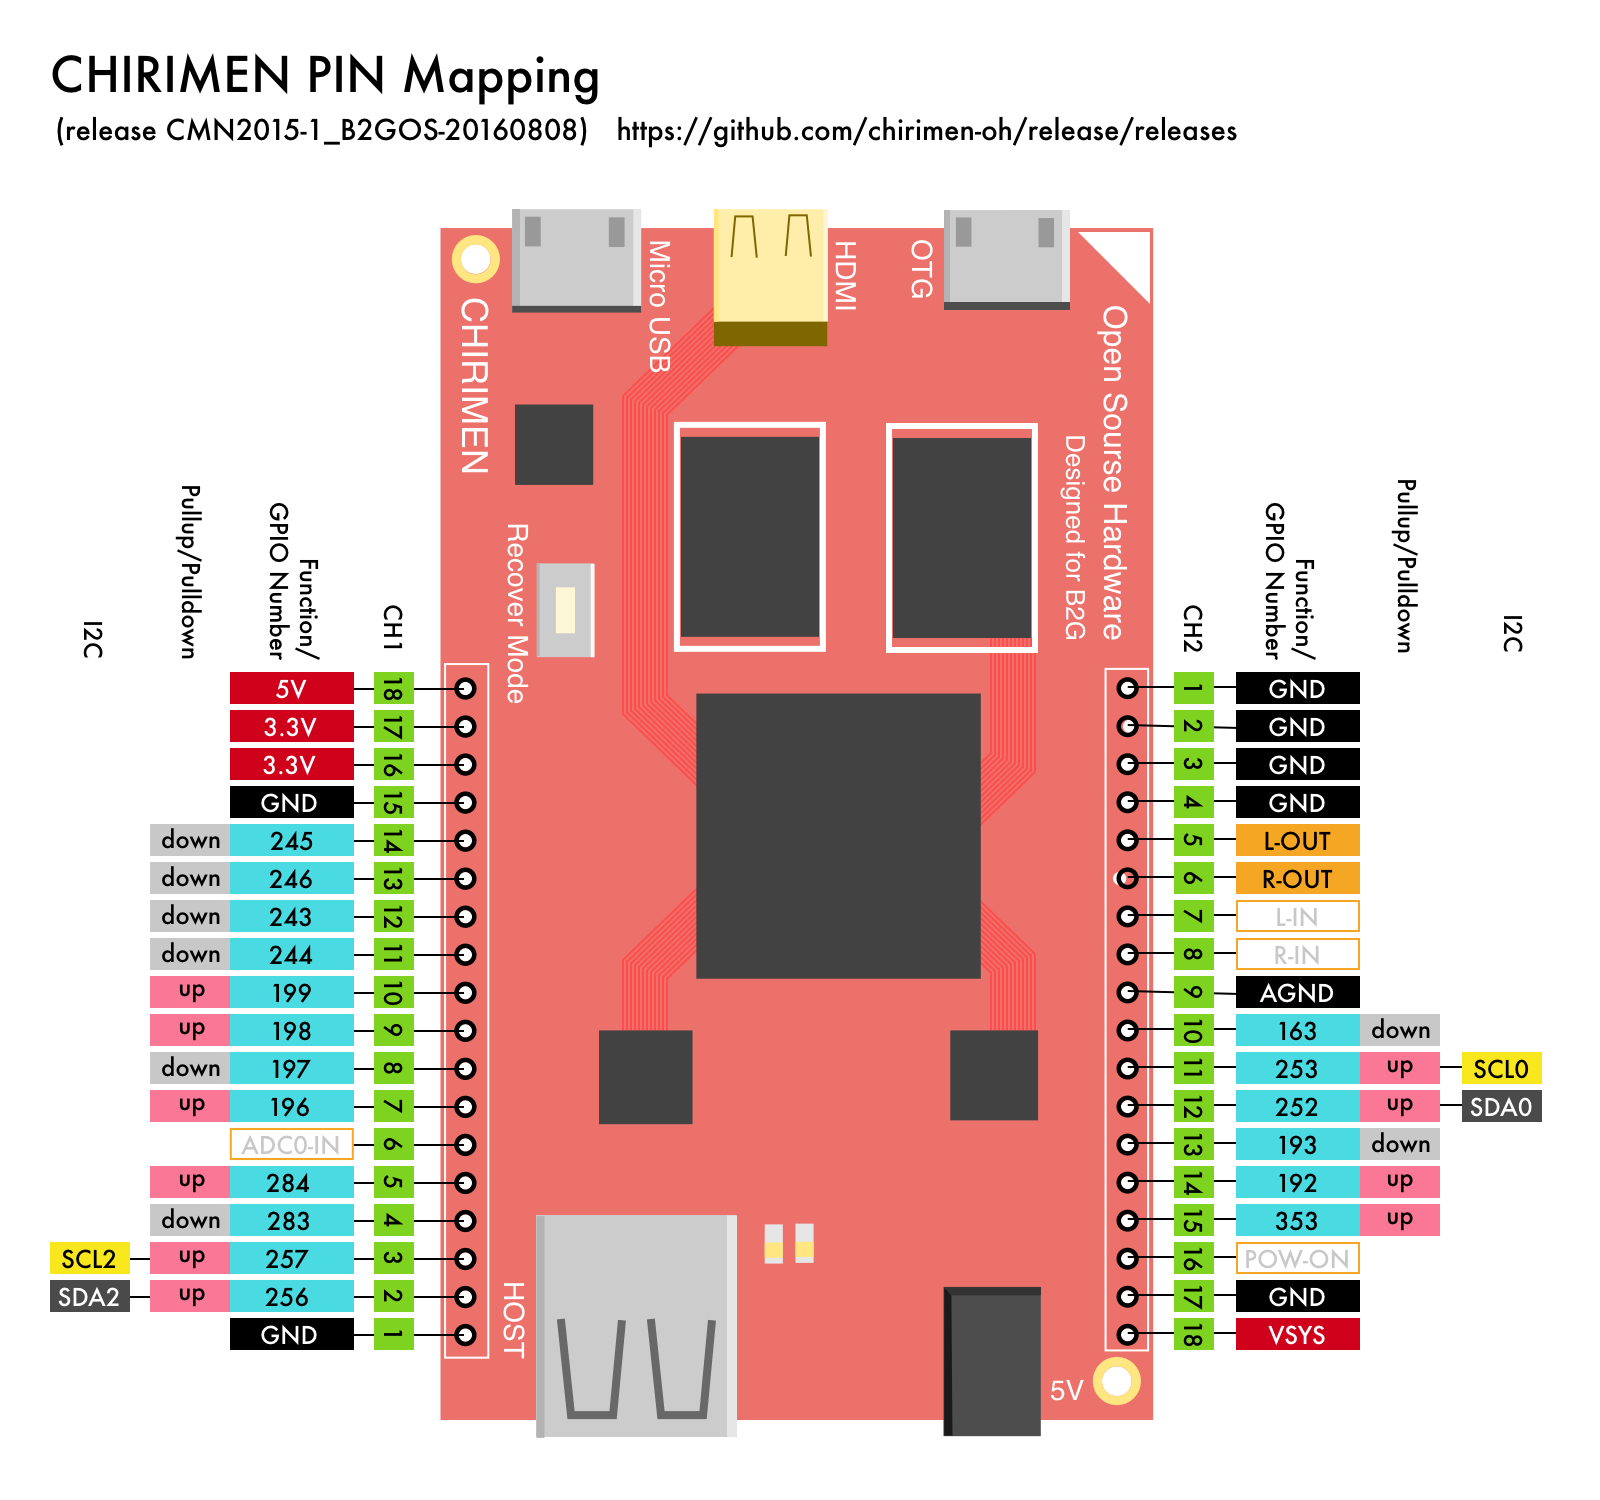 CHIRIMEN PIN Mapping
(release CMN2015-1_B2GOS-20160808) https://github.com/chirimen-oh/release/releases
Micro USB
HDMI
OTG
CHIRIMEN
Open Sourse Hardware
Designed for B2G
Recover Mode
HOST
5V
I2C
Pullup/Pulldown
Function/
GPIO Number
CH1
CH2
Function/
GPIO Number
Pullup/Pulldown
I2C
5V 18
3.3V 17
3.3V 16
GND 15
down 245 14
down 246 13
down 243 12
down 244 11
up 199 10
up 198 9
down 197 8
up 196 7
ADC0-IN 6
up 284 5
down 283 4
SCL2 up 257 3
SDA2 up 256 2
GND 1
1 GND
2 GND
3 GND
4 GND
5 L-OUT
6 R-OUT
7 L-IN
8 R-IN
9 AGND
10 163 down
11 253 up SCL0
12 252 up SDA0
13 193 down
14 192 up
15 353 up
16 POW-ON
17 GND
18 VSYS